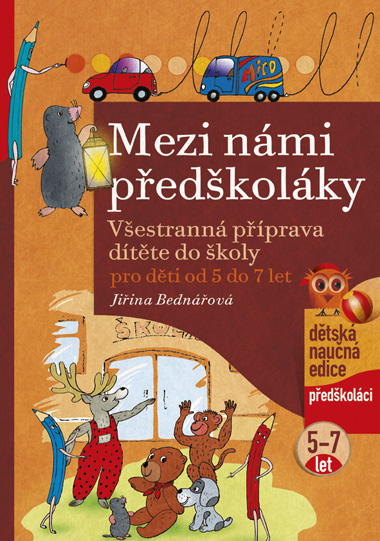 Miro
Mezi námi
předškoláky
Všestranná příprava
dítěte do školy
pro děti od 5 do 7 let
Jiřina Bednářová
dětská
naučná
edice
předškoláci
5–7
let